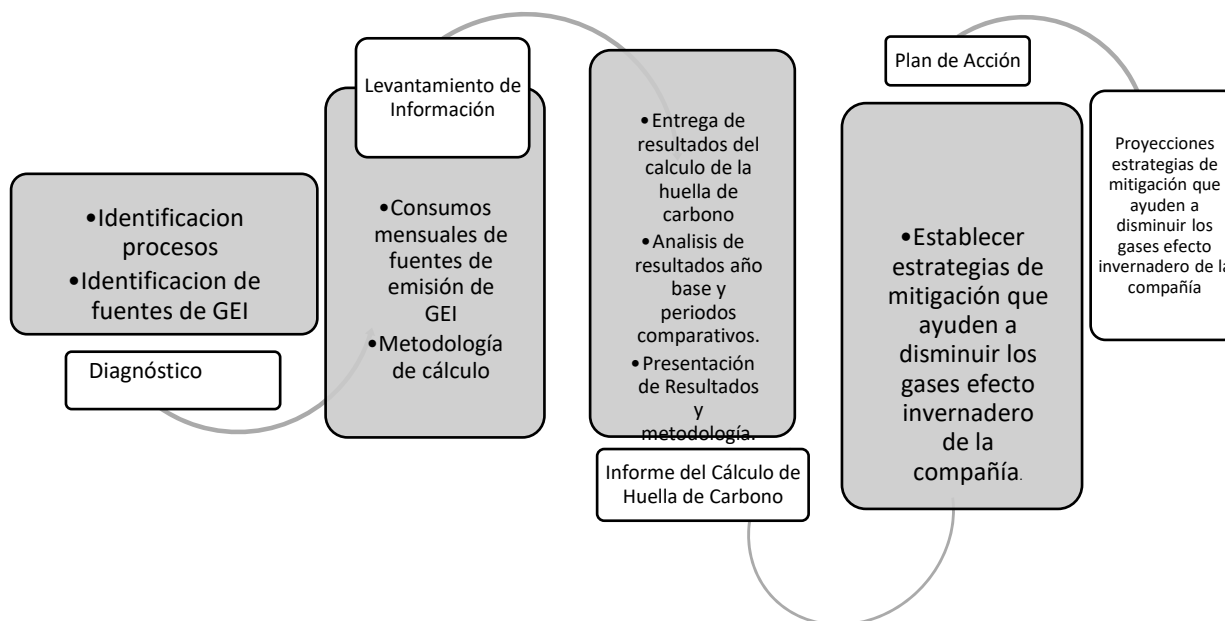 •Identificacion
procesos
•Identificacion de
fuentes de GEI
Diagnóstico
Levantamiento de
Información
•Consumos
mensuales de
fuentes de
emisión de
GEI
•Metodología
de cálculo
•Entrega de
resultados del
calculo de la
huella de
carbono
•Analisis de
resultados año
base y
periodos
comparativos.
•Presentación
de Resultados
y
metodología.
Informe del Cálculo de
Huella de Carbono
Plan de Acción
•Establecer
estrategias de
mitigación que
ayuden a
disminuir los
gases efecto
invernadero
de la
compañía.
Proyecciones
estrategias de
mitigación que
ayuden a
disminuir los
gases efecto
invernadero de la
compañía